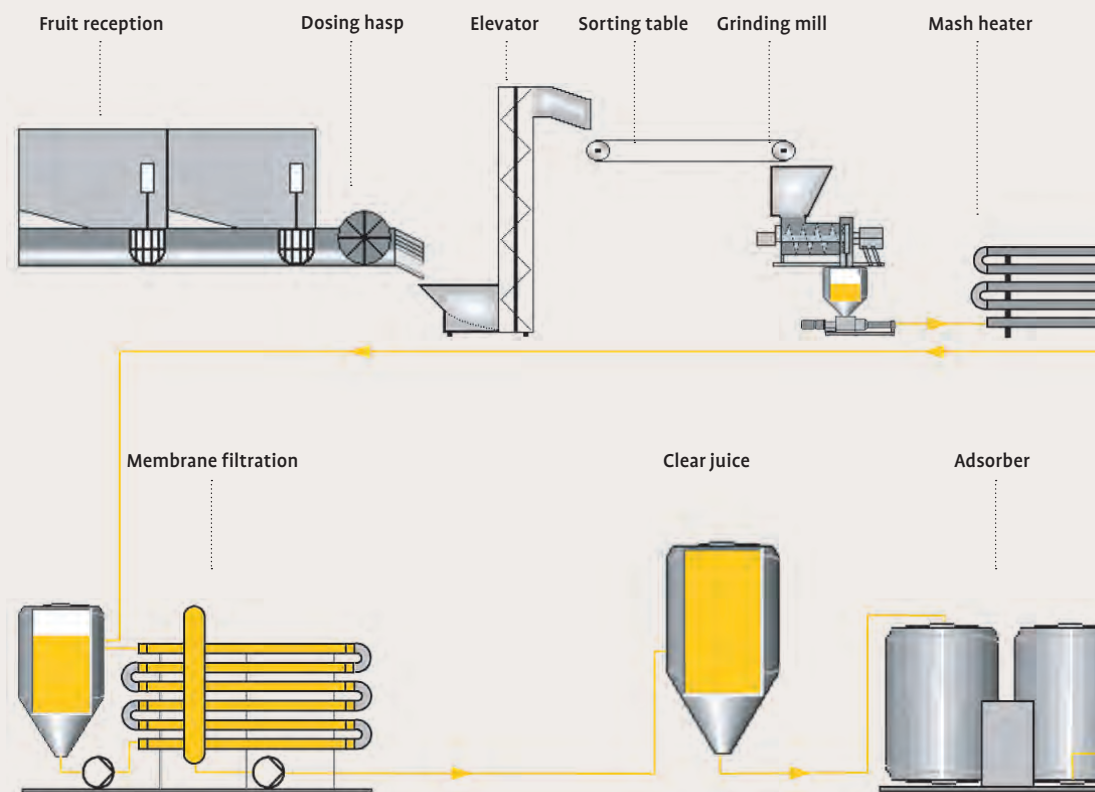 Fruit reception
Dosing hasp
Elevator
Sorting table
Grinding mill
Mash heater
Membrane filtration
Clear juice
Adsorber